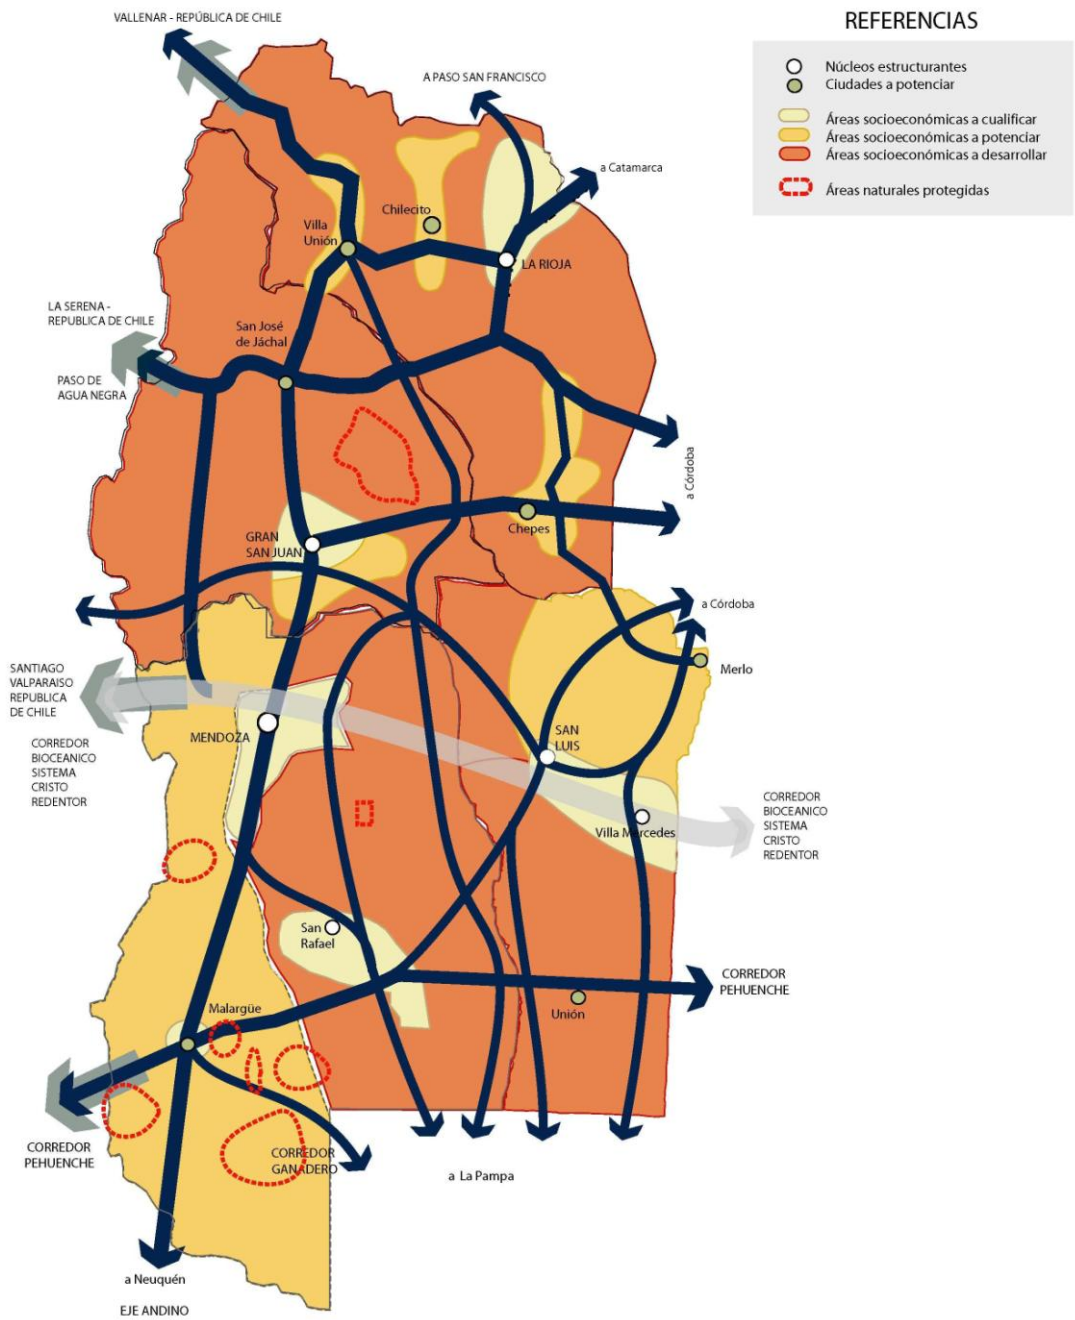 VALLENAR - REPÚBLICA DE CHILE
REFERENCIAS
Núcleos estructurantes
Ciudades a potenciar
Áreas socioeconómicas a cualificar
Áreas socioeconómicas a potenciar
Áreas socioeconómicas a desarrollar
Áreas naturales protegidas
A PASO SAN FRANCISCO
a Catamarca
Chilecito
Villa
Unión
LA RIOJA
LA SERENA -
REPUBLICA DE CHILE
San José
de Jáchal
PASO DE
AGUA NEGRA
a Córdoba
Chepes
GRAN
SAN JUAN
a Córdoba
Merlo
SANTIAGO
VALPARAISO
REPUBLICA
DE CHILE
MENDOZA
SAN
LUIS
CORREDOR
BIOCEANICO
SISTEMA
CRISTO
REDENTOR
CORREDOR
BIOCEANICO
SISTEMA
CRISTO
REDENTOR
Villa Mercedes
San
Rafael
CORREDOR
PEHUENCHE
Malargüe
Unión
CORREDOR
PEHUENCHE
CORREDOR
GANADERO
a La Pampa
a Neuquén
EJE ANDINO